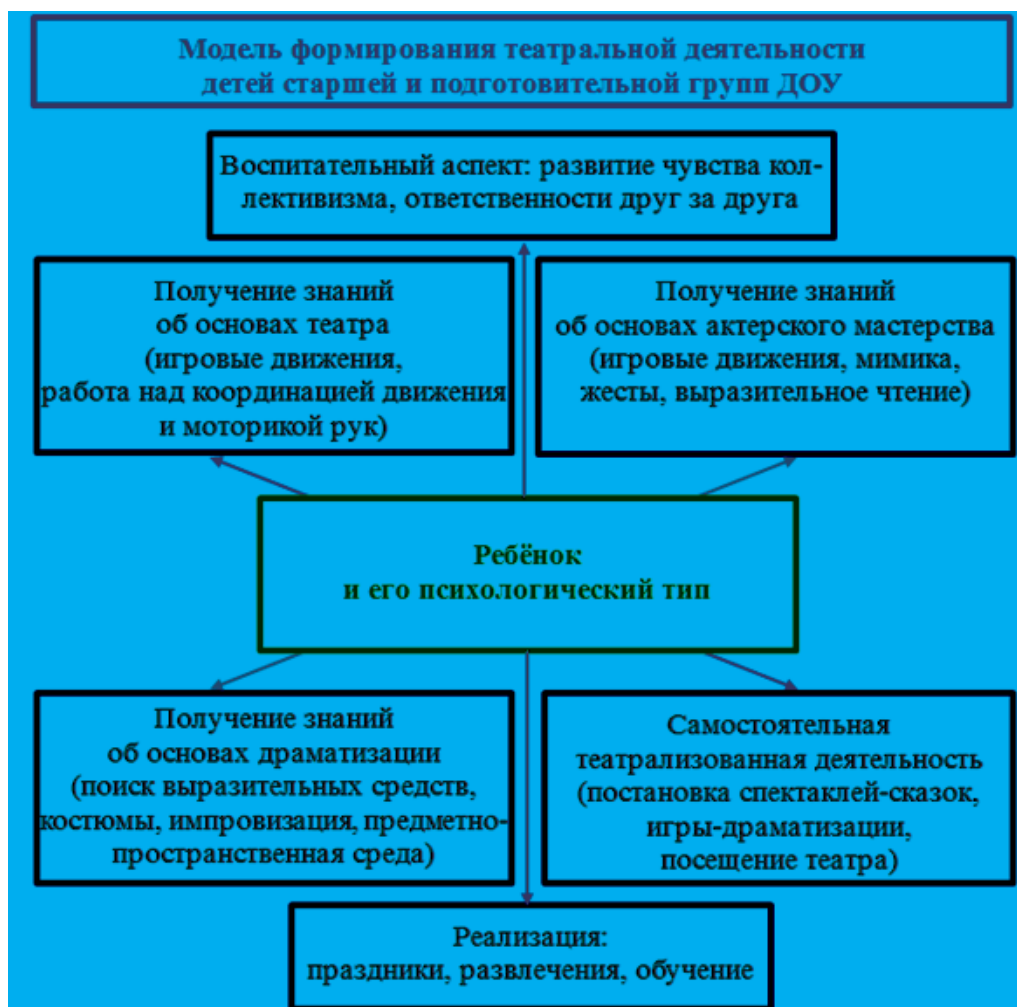 Модель формирования театральной деятельности
детей старшей и подготовительной групп ДОУ
Воспитательный аспект: развитие чувства кол-
лективизма, ответственности друг за друга
Получение знаний
об основах театра
(игровые движения,
работа над координацией движения
и моторикой рук)
Получение знаний
об основах актерского мастерства
(игровые движения, мимика,
жесты, выразительное чтение)
Ребёнок
и его психологический тип
Получение знаний
об основах драматизации
(поиск выразительных средств,
костюмы, импровизация, предметно-
пространственная среда)
Самостоятельная
театрализованная деятельность
(постановка спектаклей-сказок,
игры-драматизации,
посещение театра)
Реализация:
праздники, развлечения, обучение